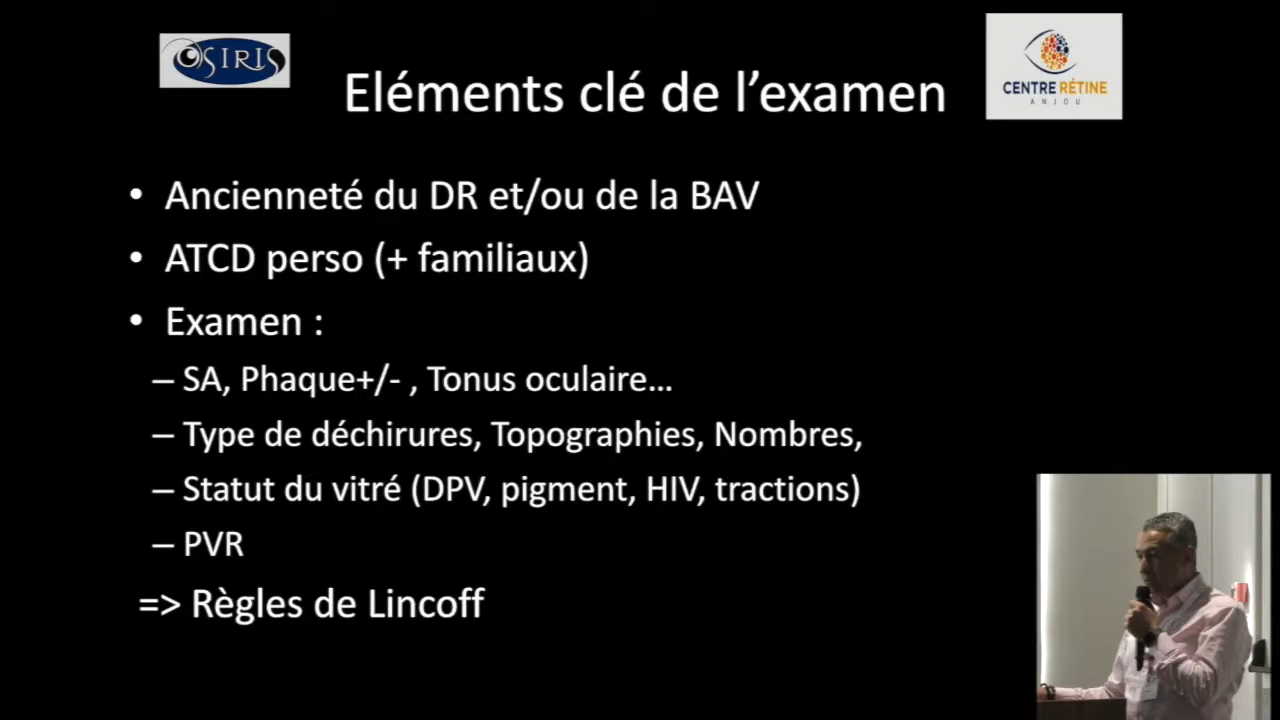 OSIRIS
CENTRE RÉTINE
ANJOU
Eléments clé de l'examen
• Ancienneté du DR et/ou de la BAV
• ATCD perso (+ familiaux)
• Examen :
– SA, Phaque+/- , Tonus oculaire…
– Type de déchirures, Topographies, Nombres,
– Statut du vitré (DPV, pigment, HIV, tractions)
– PVR
=> Règles de Lincoff